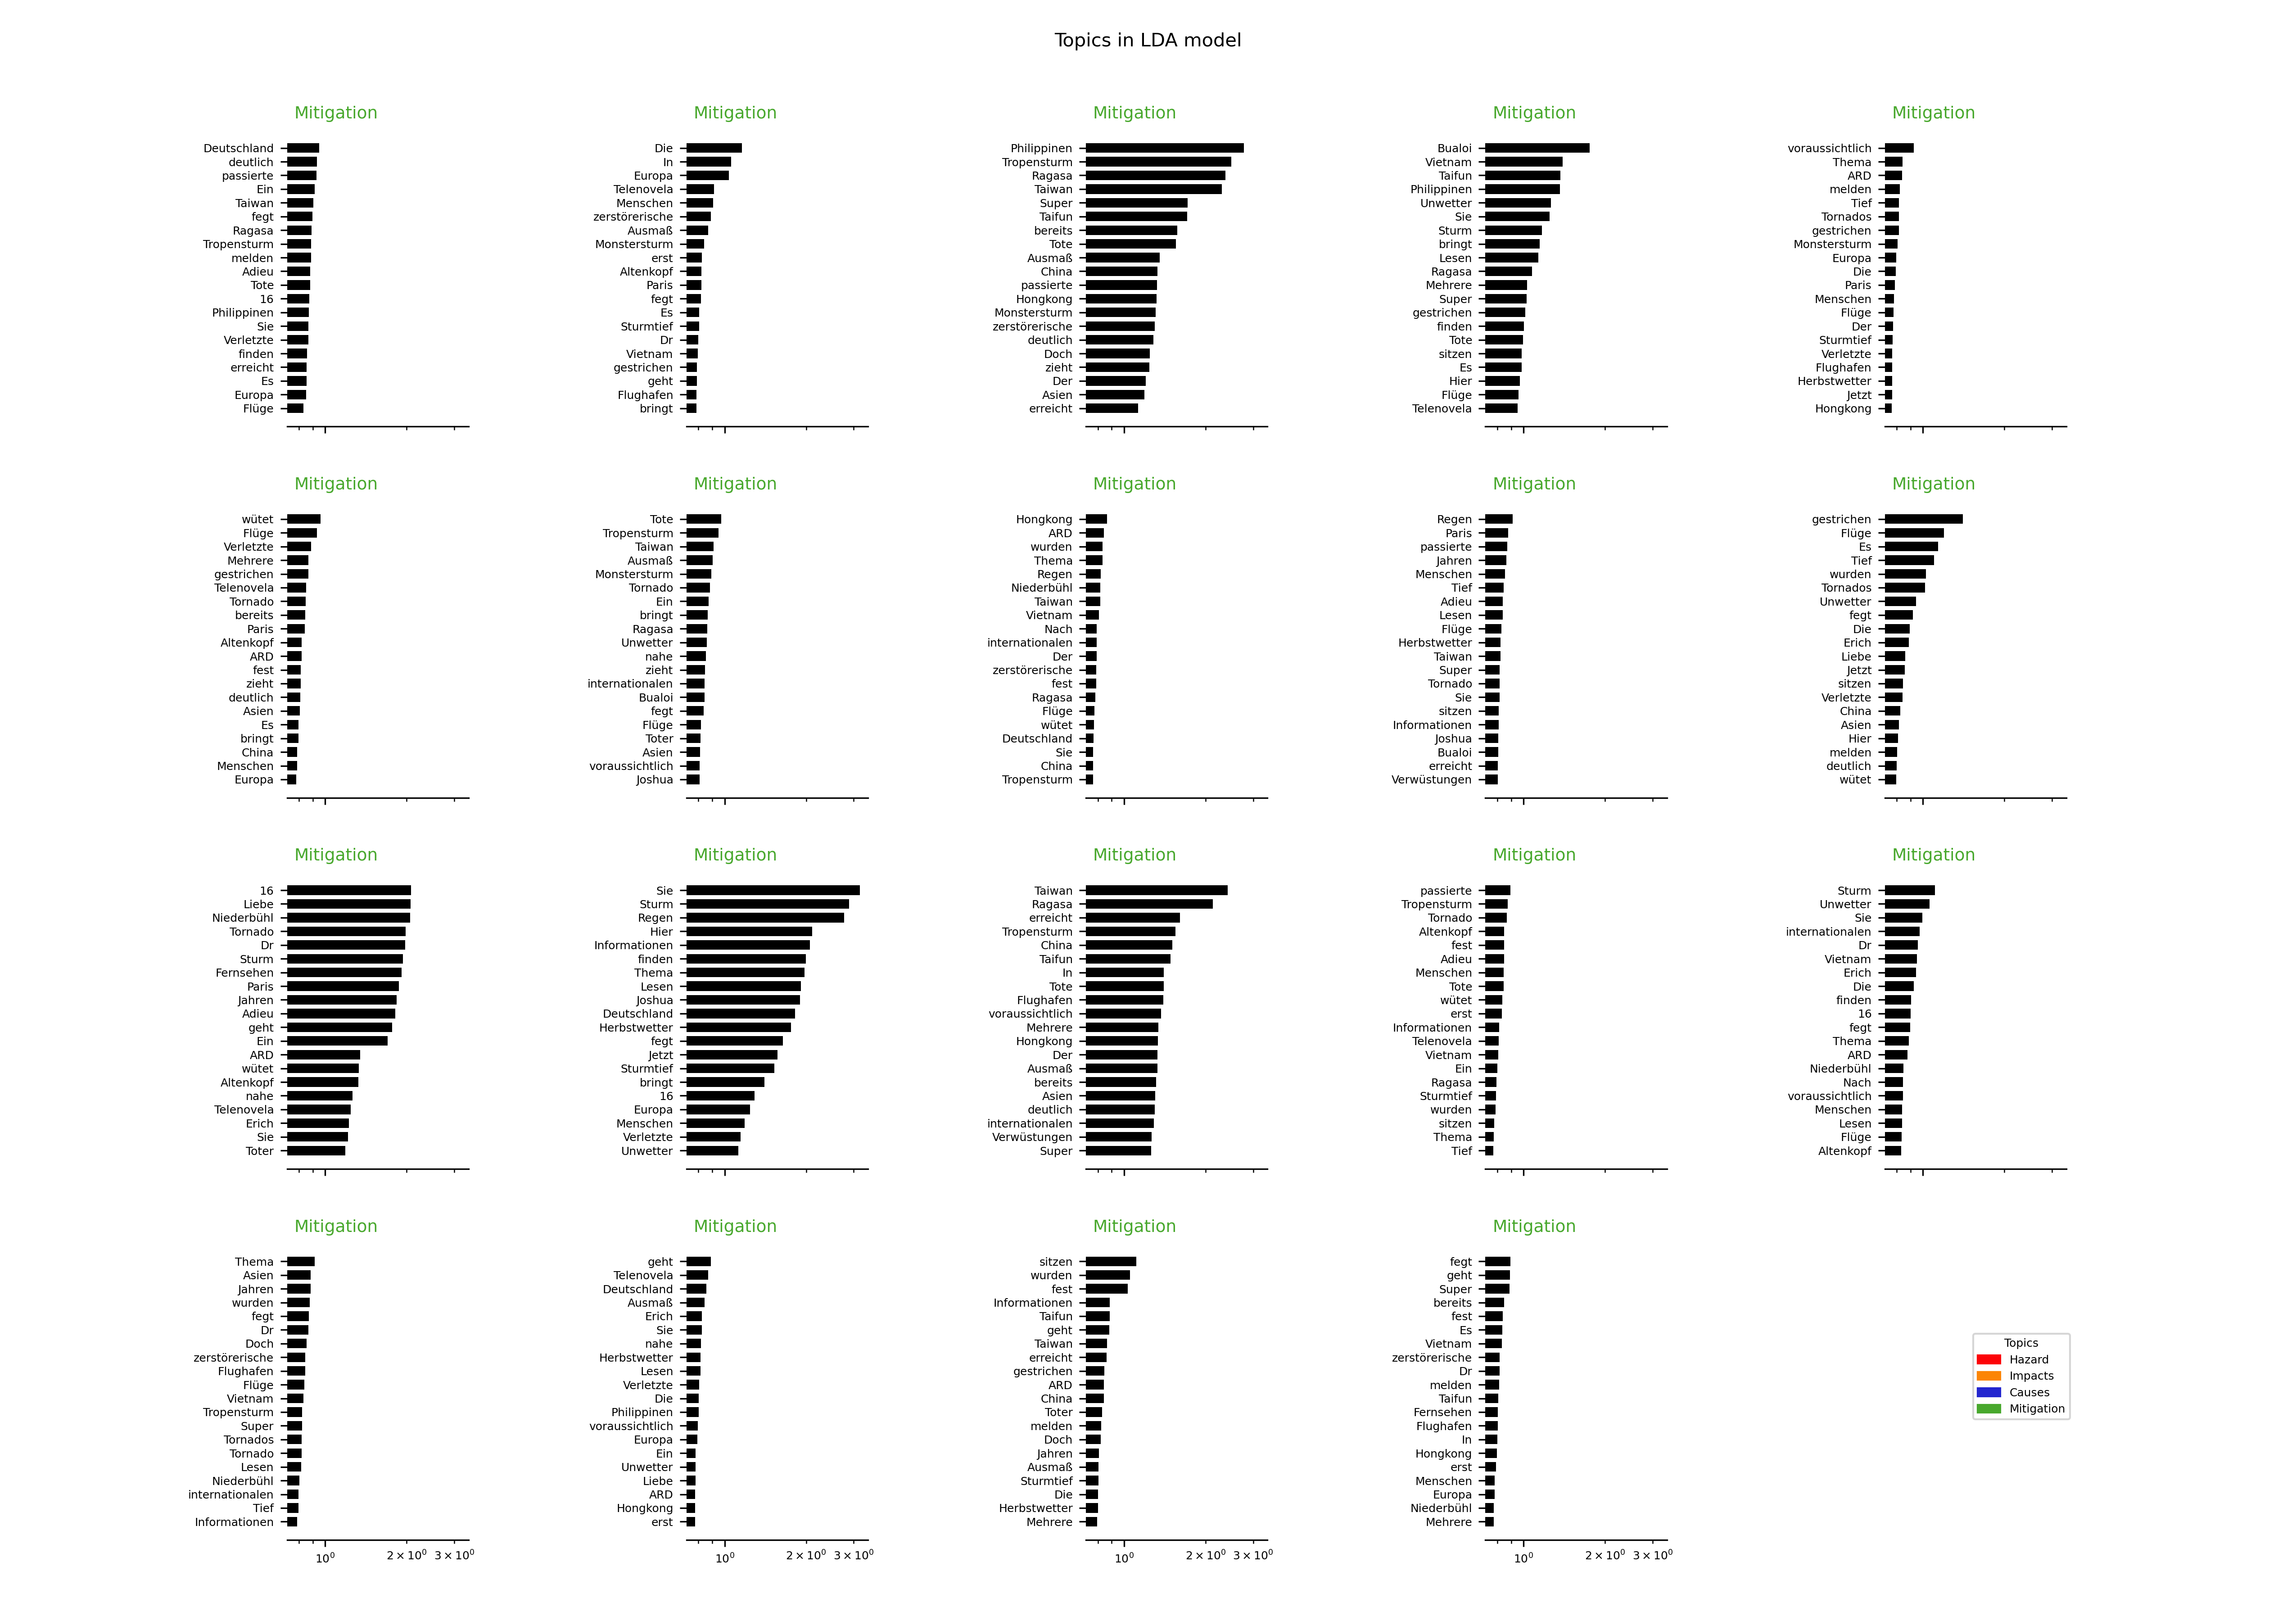 Topics in LDA model
Mitigation
Deutschland
deutlich
passierte
Ein
Taiwan
fegt
Ragasa
Tropensturm
melden
Adieu
Tote
16
Philippinen
Sie
Verletzte
finden
erreicht
Es
Europa
Flüge
Mitigation
Die
In
Europa
Telenovela
Menschen
zerstörerische
Ausmaß
Monstersturm
erst
Altenkopf
Paris
fegt
Es
Sturmtief
Dr
Vietnam
gestrichen
geht
Flughafen
bringt
Mitigation
Philippinen
Tropensturm
Ragasa
Taiwan
Super
Taifun
bereits
Tote
Ausmaß
China
passierte
Hongkong
Monstersturm
zerstörerische
deutlich
Doch
zieht
Der
Asien
erreicht
Mitigation
Bualoi
Vietnam
Taifun
Philippinen
Unwetter
Sie
Sturm
bringt
Lesen
Ragasa
Mehrere
Super
gestrichen
finden
Tote
sitzen
Es
Hier
Flüge
Telenovela
Mitigation
voraussichtlich
Thema
ARD
melden
Tief
Tornados
gestrichen
Monstersturm
Europa
Die
Paris
Menschen
Flüge
Der
Sturmtief
Verletzte
Flughafen
Herbstwetter
Jetzt
Hongkong
Mitigation
wütet
Flüge
Verletzte
Mehrere
gestrichen
Telenovela
Tornado
bereits
Paris
Altenkopf
ARD
fest
zieht
deutlich
Asien
Es
bringt
China
Menschen
Europa
Mitigation
Tote
Tropensturm
Taiwan
Ausmaß
Monstersturm
Tornado
Ein
bringt
Ragasa
Unwetter
nahe
zieht
internationalen
Bualoi
fegt
Flüge
Toter
Asien
voraussichtlich
Joshua
Mitigation
Hongkong
ARD
wurden
Thema
Regen
Niederbühl
Taiwan
Vietnam
Nach
internationalen
Der
zerstörerische
fest
Ragasa
Flüge
wütet
Deutschland
Sie
China
Tropensturm
Mitigation
Regen
Paris
passierte
Jahren
Menschen
Tief
Adieu
Lesen
Flüge
Herbstwetter
Taiwan
Super
Tornado
Sie
sitzen
Informationen
Joshua
Bualoi
erreicht
Verwüstungen
Mitigation
gestrichen
Flüge
Es
Tief
wurden
Tornados
Unwetter
fegt
Die
Erich
Liebe
Jetzt
sitzen
Verletzte
China
Asien
Hier
melden
deutlich
wütet
Mitigation
16
Liebe
Niederbühl
Tornado
Dr
Sturm
Fernsehen
Paris
Jahren
Adieu
geht
Ein
ARD
wütet
Altenkopf
nahe
Telenovela
Erich
Sie
Toter
Mitigation
Sie
Sturm
Regen
Hier
Informationen
finden
Thema
Lesen
Joshua
Deutschland
Herbstwetter
fegt
Jetzt
Sturmtief
bringt
16
Europa
Menschen
Verletzte
Unwetter
Mitigation
Taiwan
Ragasa
erreicht
Tropensturm
China
Taifun
In
Tote
Flughafen
voraussichtlich
Mehrere
Hongkong
Der
Ausmaß
bereits
Asien
deutlich
internationalen
Verwüstungen
Super
Mitigation
passierte
Tropensturm
Tornado
Altenkopf
fest
Adieu
Menschen
Tote
wütet
erst
Informationen
Telenovela
Vietnam
Ein
Ragasa
Sturmtief
wurden
sitzen
Thema
Tief
Mitigation
Sturm
Unwetter
Sie
internationalen
Dr
Vietnam
Erich
Die
finden
16
fegt
Thema
ARD
Niederbühl
Nach
voraussichtlich
Menschen
Lesen
Flüge
Altenkopf
Mitigation
Thema
Asien
Jahren
wurden
fegt
Dr
Doch
zerstörerische
Flughafen
Flüge
Vietnam
Tropensturm
Super
Tornados
Tornado
Lesen
Niederbühl
internationalen
Tief
Informationen
10⁰ 2 × 10⁰ 3 × 10⁰
Mitigation
geht
Telenovela
Deutschland
Ausmaß
Erich
Sie
nahe
Herbstwetter
Lesen
Verletzte
Die
Philippinen
voraussichtlich
Europa
Ein
Unwetter
Liebe
ARD
Hongkong
erst
10⁰ 2 × 10⁰ 3 × 10⁰
Mitigation
sitzen
wurden
fest
Informationen
Taifun
geht
Taiwan
erreicht
gestrichen
ARD
China
Toter
melden
Doch
Jahren
Ausmaß
Sturmtief
Die
Herbstwetter
Mehrere
10⁰ 2 × 10⁰ 3 × 10⁰
Mitigation
fegt
geht
Super
bereits
fest
Es
Vietnam
zerstörerische
Dr
melden
Taifun
Fernsehen
Flughafen
In
Hongkong
erst
Menschen
Europa
Niederbühl
Mehrere
10⁰ 2 × 10⁰ 3 × 10⁰
Topics
Hazard
Impacts
Causes
Mitigation